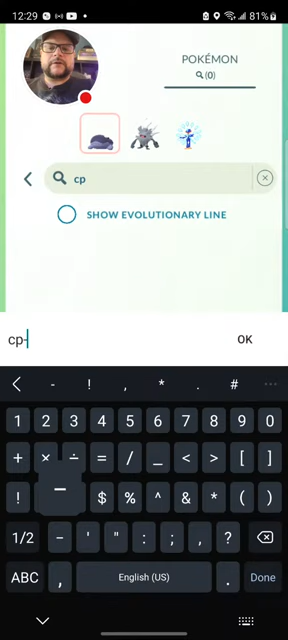 12:29
81%
POKÉMON
(0)
cp
SHOW EVOLUTIONARY LINE
cp-
OK
- ! , * . # ...
1 2 3 4 5 6 7 8 9 0
+ × ÷ = / _ < > [ ]
! – $ % ^ & * ( )
1/2 - ' " : ; , ?
ABC , English (US) . Done